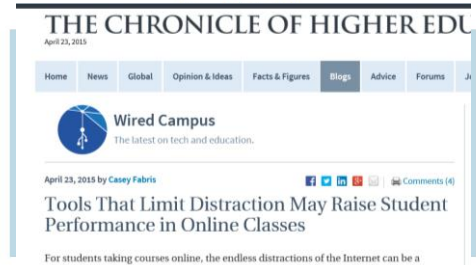 THE CHRONICLE OF HIGHER EDU
April 23, 2015
Home News Global Opinion & Ideas Facts & Figures Blogs Advice Forums J
Wired Campus
The latest on tech and education.
April 23, 2015 by Casey Fabris Comments (4)
Tools That Limit Distraction May Raise Student
Performance in Online Classes
For students taking courses online, the endless distractions of the Internet can be a